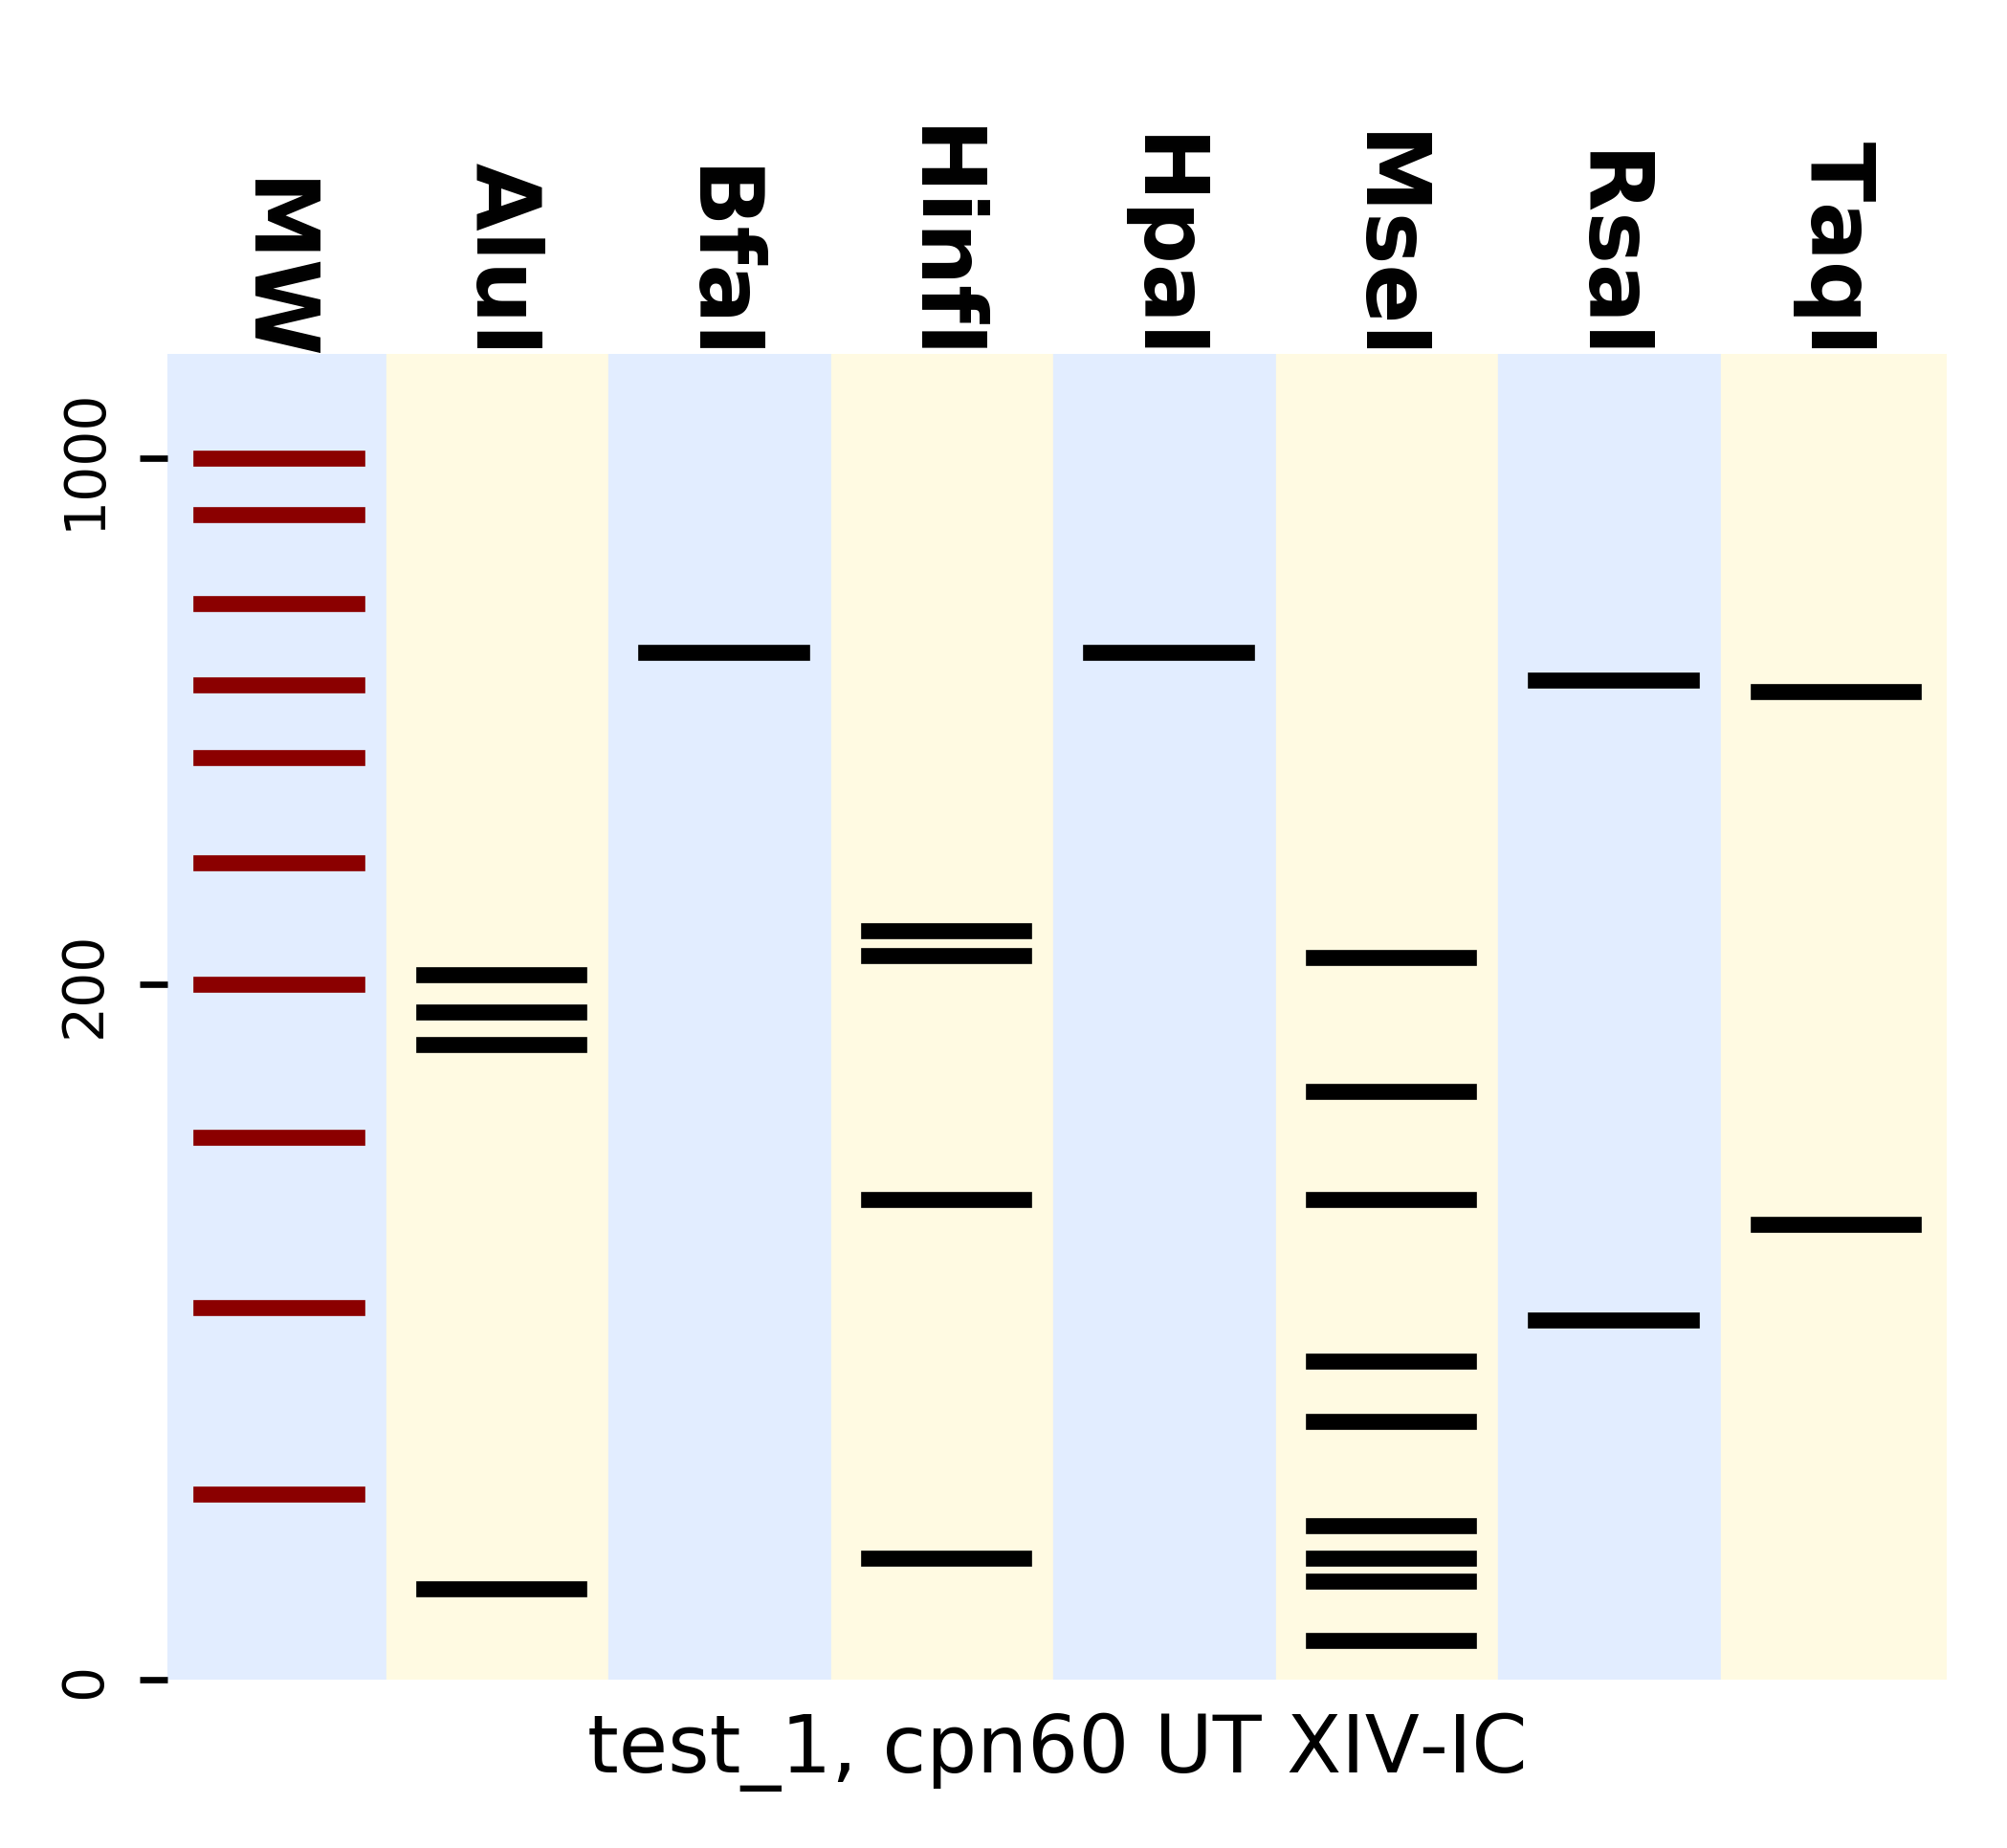 MW
AluI
BfaI
HinfI
HpaI
MseI
RsaI
TaqI
1000
200
0
test_1, cpn60 UT XIV-IC